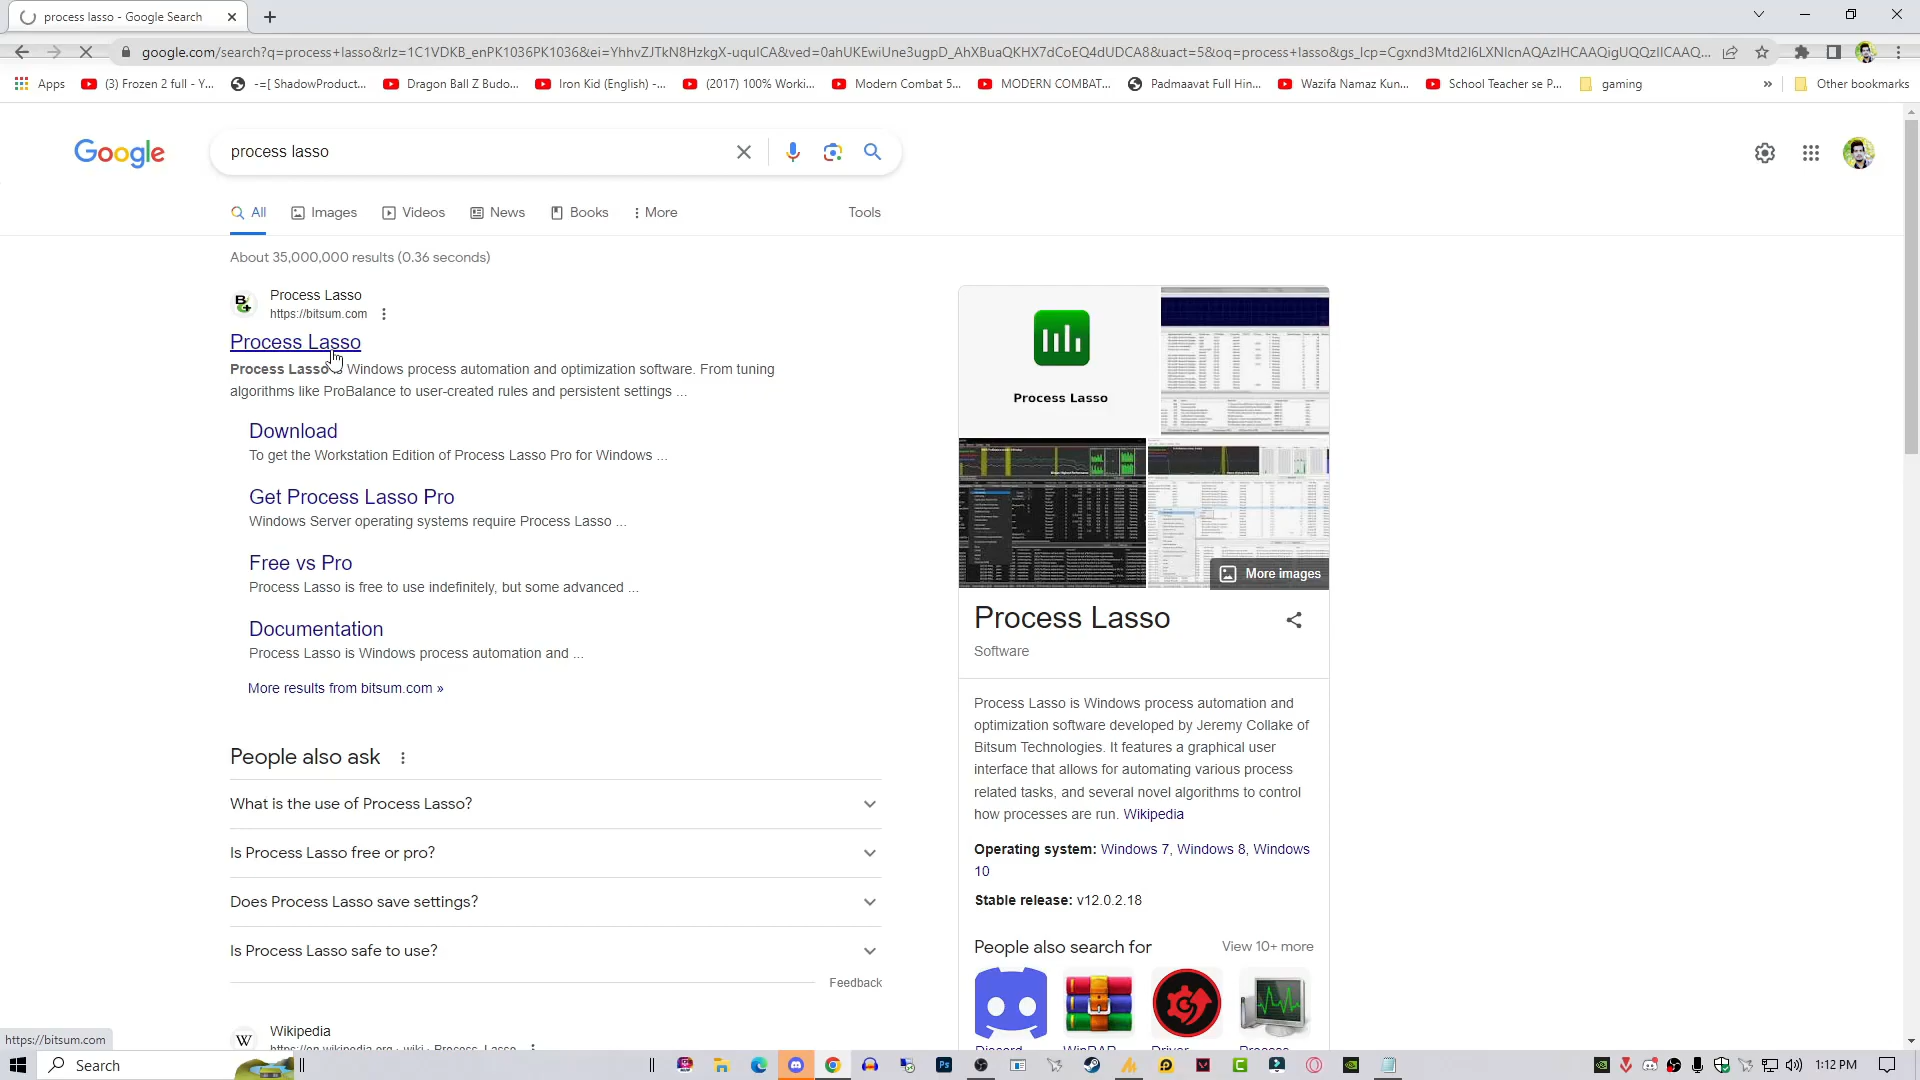 process lasso - Google Search
google.com/search?q=process+lasso&rlz=1C1VDKB_enPK1036PK1036&ei=YhhvZJTkN8HzkgX-uquICA&ved=0ahUKEwiUne3ugpD_AhXBuaQKHX7dCoEQ4dUDCA8&uact=5&oq=process+lasso&gs_lcp=Cgxnd3Mtd2l6LXNlcnAQAzIHCAAQigUQQzIICAAQ...
Apps (3) Frozen 2 full - Y... -=[ ShadowProduct... Dragon Ball Z Budo... Iron Kid (English) -... (2017) 100% Worki... Modern Combat 5... MODERN COMBAT... Padmaavat Full Hin... Wazifa Namaz Kun... School Teacher se P... gaming » Other bookmarks
Google
process lasso
All Images Videos News Books More Tools
About 35,000,000 results (0.36 seconds)
Process Lasso
https://bitsum.com
Process Lasso
Process Lasso Windows process automation and optimization software. From tuning
algorithms like ProBalance to user-created rules and persistent settings ...
Download
To get the Workstation Edition of Process Lasso Pro for Windows ...
Get Process Lasso Pro
Windows Server operating systems require Process Lasso ...
Free vs Pro
Process Lasso is free to use indefinitely, but some advanced ...
Documentation
Process Lasso is Windows process automation and ...
More results from bitsum.com »
People also ask
What is the use of Process Lasso?
Is Process Lasso free or pro?
Does Process Lasso save settings?
Is Process Lasso safe to use?
Feedback
Wikipedia
https://en.wikipedia.org › wiki › Process_Lasso
Process Lasso
More images
Process Lasso
Software
Process Lasso is Windows process automation and
optimization software developed by Jeremy Collake of
Bitsum Technologies. It features a graphical user
interface that allows for automating various process
related tasks, and several novel algorithms to control
how processes are run. Wikipedia
Operating system: Windows 7, Windows 8, Windows
10
Stable release: v12.0.2.18
People also search for View 10+ more
Discord WinRAR Driver Process
https://bitsum.com
Search
1:12 PM